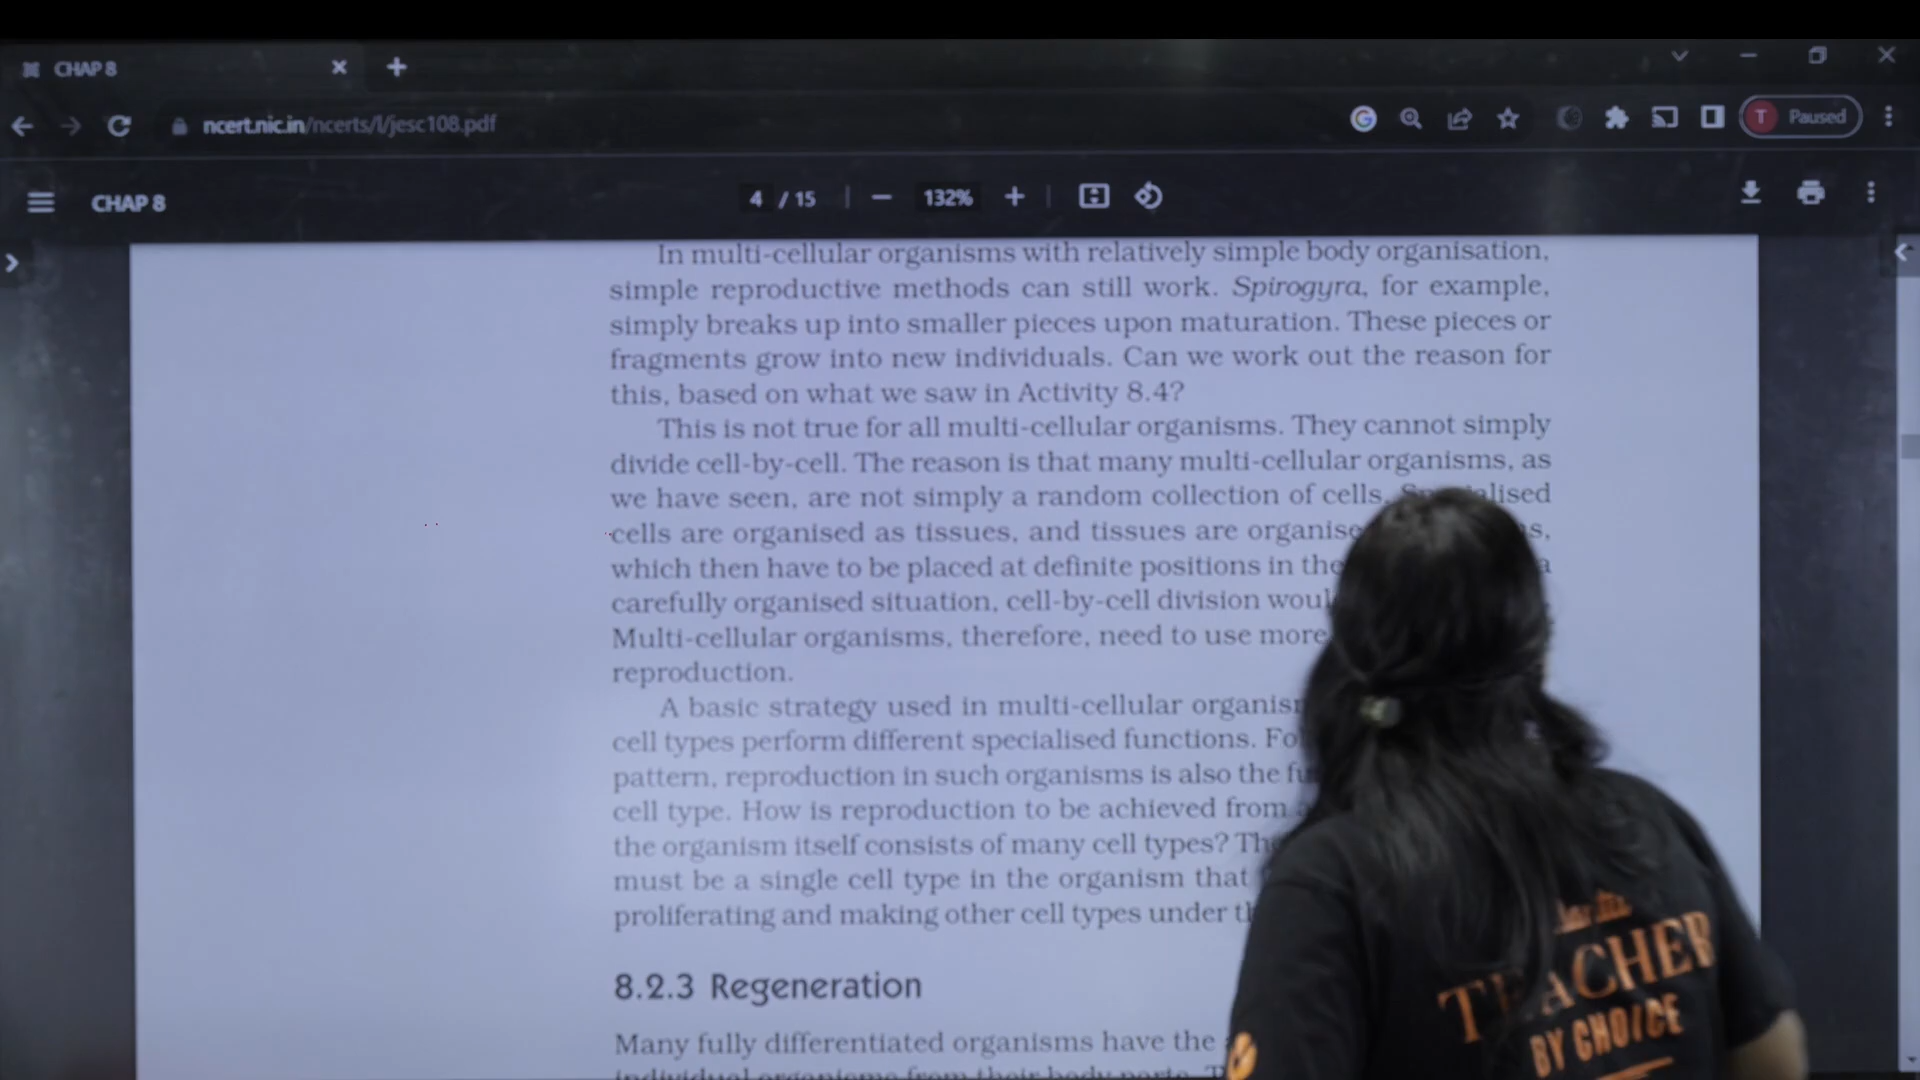 CHAP 8
ncert.nic.in/ncerts/l/jesc108.pdf
T Paused
CHAP 8
4 / 15
132%
In multi-cellular organisms with relatively simple body organisation,
simple reproductive methods can still work. Spirogyra, for example,
simply breaks up into smaller pieces upon maturation. These pieces or
fragments grow into new individuals. Can we work out the reason for
this, based on what we saw in Activity 8.4?
This is not true for all multi-cellular organisms. They cannot simply
divide cell-by-cell. The reason is that many multi-cellular organisms, as
we have seen, are not simply a random collection of cells.
cells are organised as tissues, and tissues are
which then have to be placed at definite positions in the a
carefully organised situation, cell-by-cell division
Multi-cellular organisms, therefore, need to use more
reproduction.
A basic strategy used in multi-cellular
cell types perform different specialised functions.
pattern, reproduction in such organisms is also the
cell type. How is reproduction to be achieved from a
the organism itself consists of many cell types?
must be a single cell type in the organism that
proliferating and making other cell types under
8.2.3 Regeneration
Many fully differentiated organisms have the
individual organisms from their body parts.
TEACHER
BY CHOICE